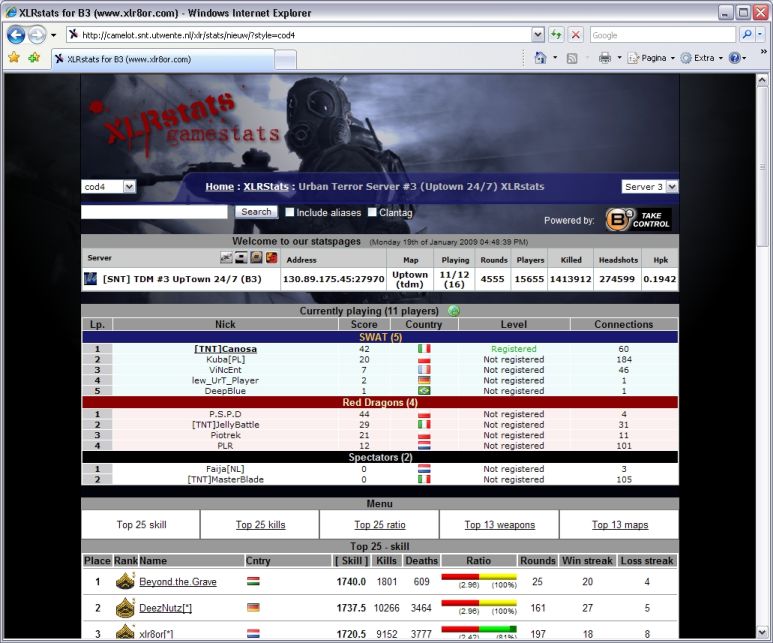 XLRstats for B3 (www.xlr8or.com) - Windows Internet Explorer
http://camelot.snt.utwente.nl/xlr/stats/nieuw/?style=cod4
Google
XLRstats for B3 (www.xlr8or.com)
Pagina
Extra
XLRstats
gamestats
cod4
Home : XLRStats : Urban Terror Server #3 (Uptown 24/7) XLRStats
Server 3
Search Include aliases Clantag
Powered by: B3 TAKE CONTROL
Welcome to our statspages (Monday 19th of January 2009 04:48:39 PM)
Server Address Map Playing Rounds Players Killed Headshots Hpk
[SNT] TDM #3 UpTown 24/7 (B3) 130.89.175.45:27970 Uptown (tdm) 11/12 (16) 4555 15655 1413912 274599 0.1942
Currently playing (11 players)
Lp. Nick Score Country Level Connections
SWAT (5)
1 [TNT]Canosa 42 Registered 60
2 Kuba[PL] 20 Not registered 184
3 ViNcEnt 7 Not registered 46
4 lew_UrT_Player 2 Not registered 1
5 DeepBlue 1 Not registered 1
Red Dragons (4)
1 P.S.P.D 44 Not registered 4
2 [TNT]JellyBattle 29 Not registered 31
3 Piotrek 21 Not registered 11
4 PLR 12 Not registered 101
Spectators (2)
1 Faija[NL] 0 Not registered 3
2 [TNT]MasterBlade 0 Not registered 105
Menu
Top 25 skill Top 25 kills Top 25 ratio Top 13 weapons Top 13 maps
Top 25 - skill
Place Rank Name Cntry [ Skill ] Kills Deaths Ratio Rounds Win streak Loss streak
1 Beyond.the.Grave 1740.0 1801 609 (2.96) (100%) 25 20 4
2 DeezNutz[*] 1737.5 10266 3464 (2.96) (100%) 161 27 5
3 xlr8or[*] 1720.5 9152 3777 (2.42) (81%) 197 18 8